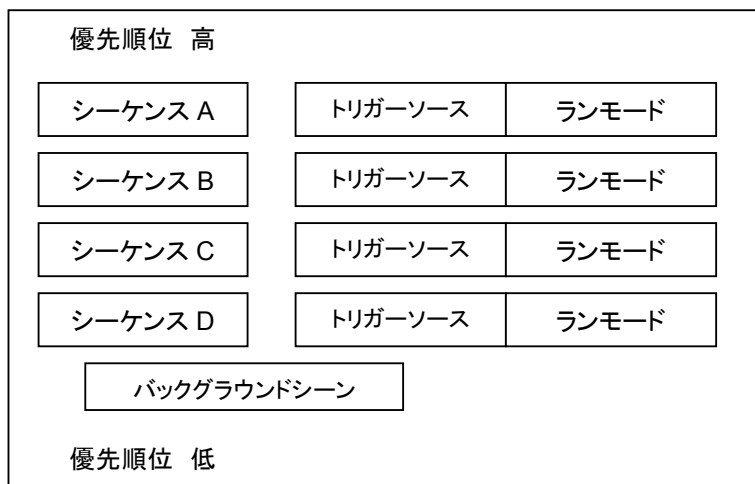 優先順位 高
シーケンス A トリガーソース ランモード
シーケンス B トリガーソース ランモード
シーケンス C トリガーソース ランモード
シーケンス D トリガーソース ランモード
バックグラウンドシーン
優先順位 低